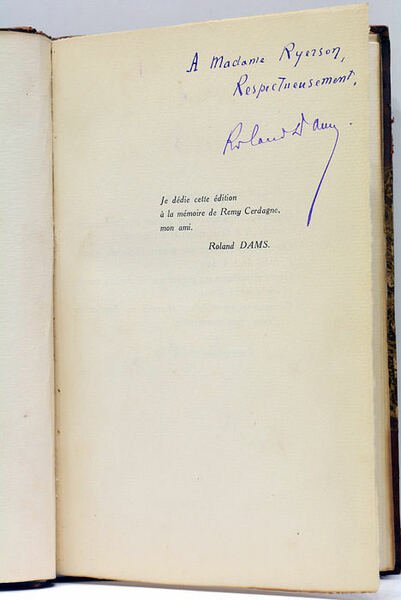 A Madame Ryerson,
Respectueusement.
Roland Dams.
Je dédie cette édition
à la mémoire de Remy Cerdagne,
mon ami.
Roland DAMS.